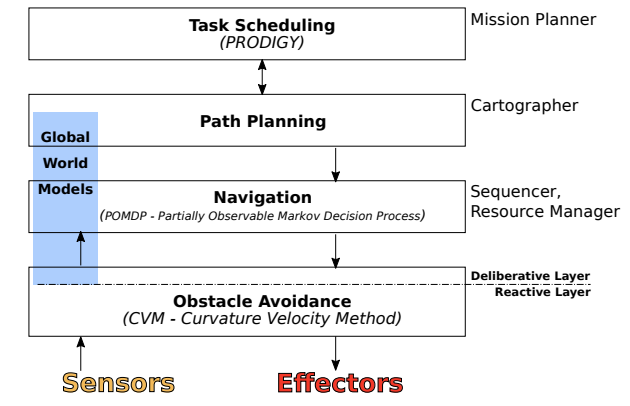 Task Scheduling
(PRODIGY)
Mission Planner
Path Planning
Cartographer
Global
World
Models
Navigation
(POMDP - Partially Observable Markov Decision Process)
Sequencer,
Resource Manager
Deliberative Layer
Reactive Layer
Obstacle Avoidance
(CVM - Curvature Velocity Method)
Sensors
Effectors